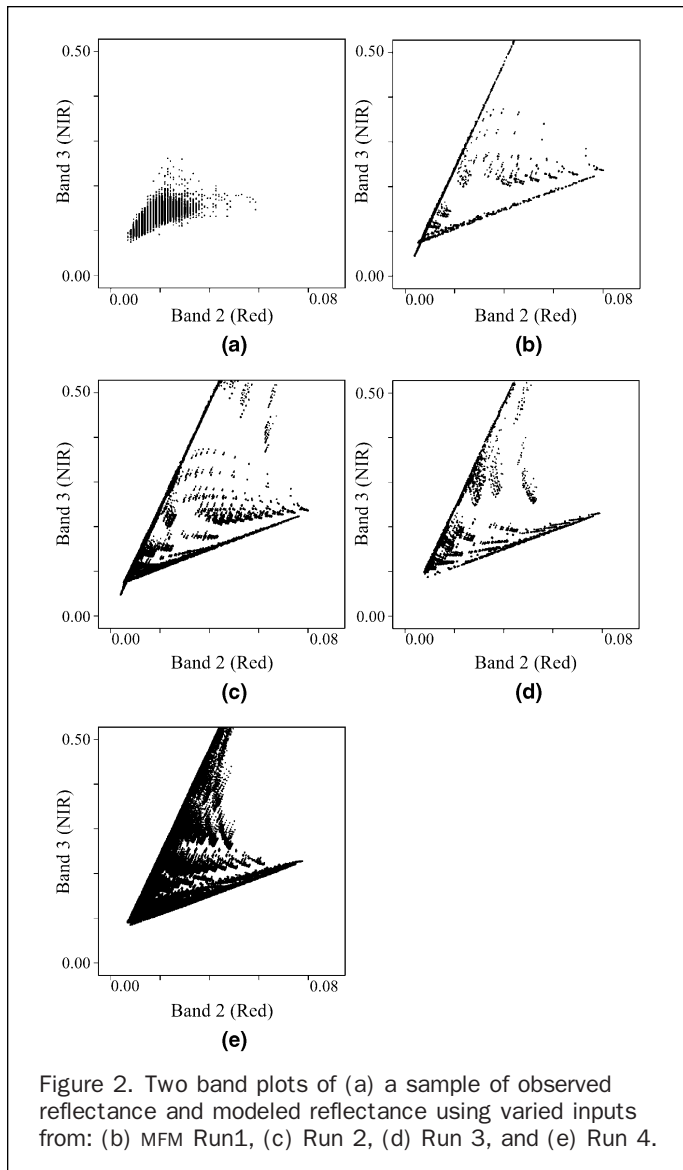 0.50
Band 3 (NIR)
0.00
0.00
0.08
Band 2 (Red)
(a)
0.50
Band 3 (NIR)
0.00
0.00
0.08
Band 2 (Red)
(b)
0.50
Band 3 (NIR)
0.00
0.00
0.08
Band 2 (Red)
(c)
0.50
Band 3 (NIR)
0.00
0.00
0.08
Band 2 (Red)
(d)
0.50
Band 3 (NIR)
0.00
0.00
0.08
Band 2 (Red)
(e)
Figure 2. Two band plots of (a) a sample of observed
reflectance and modeled reflectance using varied inputs
from: (b) MFM Run1, (c) Run 2, (d) Run 3, and (e) Run 4.